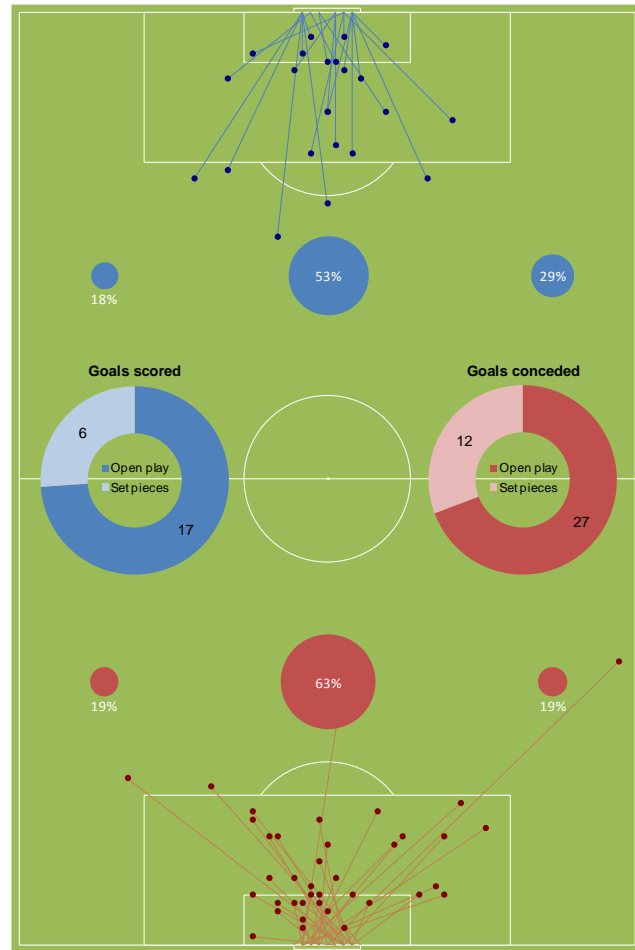 53%
29%
18%
Goals scored
Goals conceded
6
12
Open play
Open play
Set pieces
Set pieces
17
27
63%
19%
19%